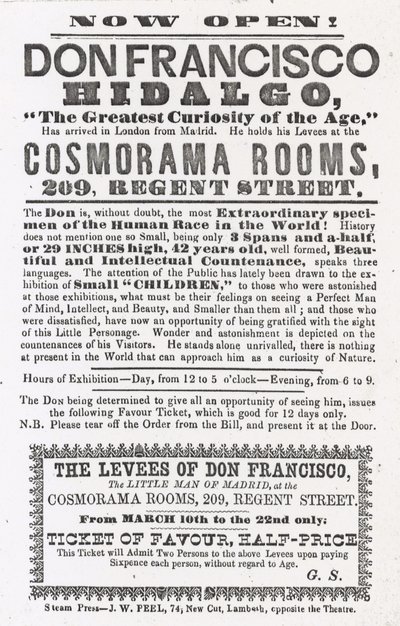 NOW OPEN!
DON FRANCISCO
HIDALGO,
"The Greatest Curiosity of the Age,"
Has arrived in London from Madrid. He holds his Levees at the
COSMORAMA ROOMS,
209, REGENT STREET.
The Don is, without doubt, the most Extraordinary speci-
men of the Human Race in the World! History
does not mention one so Small, being only 3 Spans and a-half,
or 29 INCHES high, 42 years old, well formed, Beau-
tiful and Intellectual Countenance, speaks three
languages. The attention of the Public has lately been drawn to the ex-
hibition of Small "CHILDREN," to those who were astonished
at those exhibitions, what must be their feelings on seeing a Perfect Man
of Mind, Intellect, and Beauty, and Smaller than them all; and those who
were dissatisfied, have now an opportunity of being gratified with the sight
of this Little Personage. Wonder and astonishment is depicted on the
countenances of his Visitors. He stands alone unrivalled, there is nothing
at present in the World that can approach him as a curiosity of Nature.
Hours of Exhibition—Day, from 12 to 5 o'clock—Evening, from 6 to 9.
The DON being determined to give all an opportunity of seeing him, issues
the following Favour Ticket, which is good for 12 days only.
N.B. Please tear off the Order from the Bill, and present it at the Door.
THE LEVEES OF DON FRANCISCO,
The LITTLE MAN OF MADRID, at the
COSMORAMA ROOMS, 209, REGENT STREET.
From MARCH 10th to the 22nd only;
TICKET OF FAVOUR, HALF-PRICE
This Ticket will Admit Two Persons to the above Levees upon paying
Sixpence each person, without regard to Age.
G. S.
Steam Press—J. W. PEEL, 74, New Cut, Lambeth, opposite the Theatre.